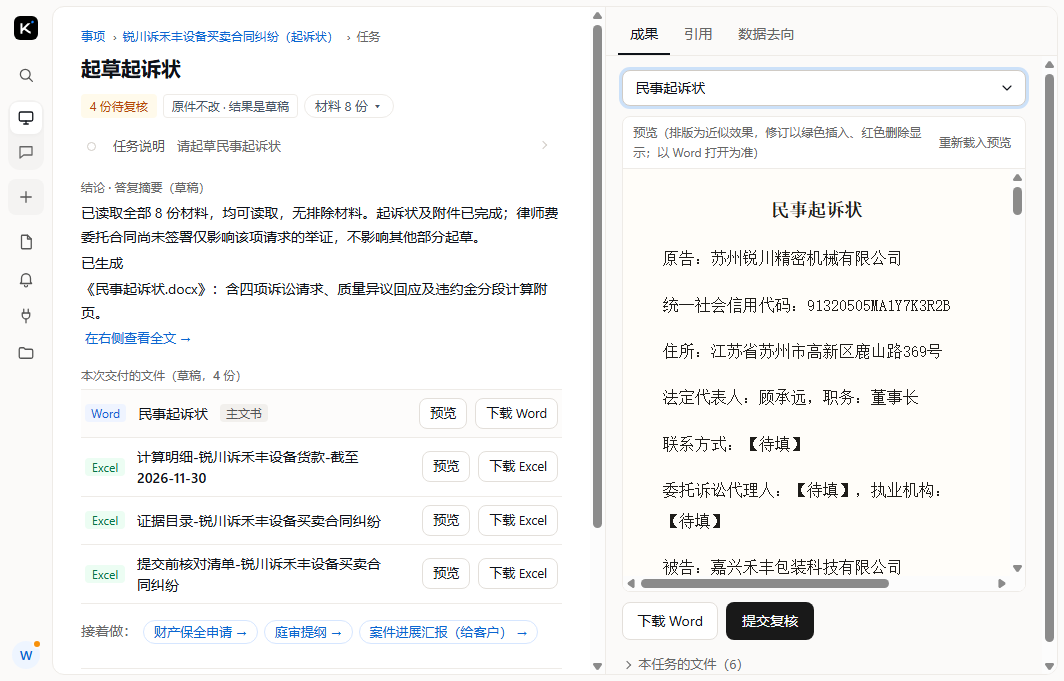 K
事项 › 锐川诉禾丰设备买卖合同纠纷（起诉状） › 任务
起草起诉状
4 份待复核
原件不改 · 结果是草稿
材料 8 份
任务说明 请起草民事起诉状
结论 · 答复摘要（草稿）
已读取全部 8 份材料，均可读取，无排除材料。起诉状及附件已完成；律师费
委托合同尚未签署仅影响该项请求的举证，不影响其他部分起草。
已生成
《民事起诉状.docx》：含四项诉讼请求、质量异议回应及违约金分段计算附
页。
在右侧查看全文 →
本次交付的文件（草稿，4 份）
Word 民事起诉状 主文书 预览 下载 Word
Excel 计算明细-锐川诉禾丰设备货款-截至
2026-11-30 预览 下载 Excel
Excel 证据目录-锐川诉禾丰设备买卖合同纠纷 预览 下载 Excel
Excel 提交前核对清单-锐川诉禾丰设备买卖合
同纠纷 预览 下载 Excel
接着做： 财产保全申请 → 庭审提纲 → 案件进展汇报（给客户） →
W
成果 引用 数据去向
民事起诉状
预览（排版为近似效果，修订以绿色插入、红色删除显
示；以 Word 打开为准）
重新载入预览
民事起诉状
原告：苏州锐川精密机械有限公司
统一社会信用代码：91320505MA1Y7K3R2B
住所：江苏省苏州市高新区鹿山路369号
法定代表人：顾承远，职务：董事长
联系方式：【待填】
委托诉讼代理人：【待填】，执业机构：
【待填】
被告：嘉兴禾丰包装科技有限公司
下载 Word 提交复核
本任务的文件（6）